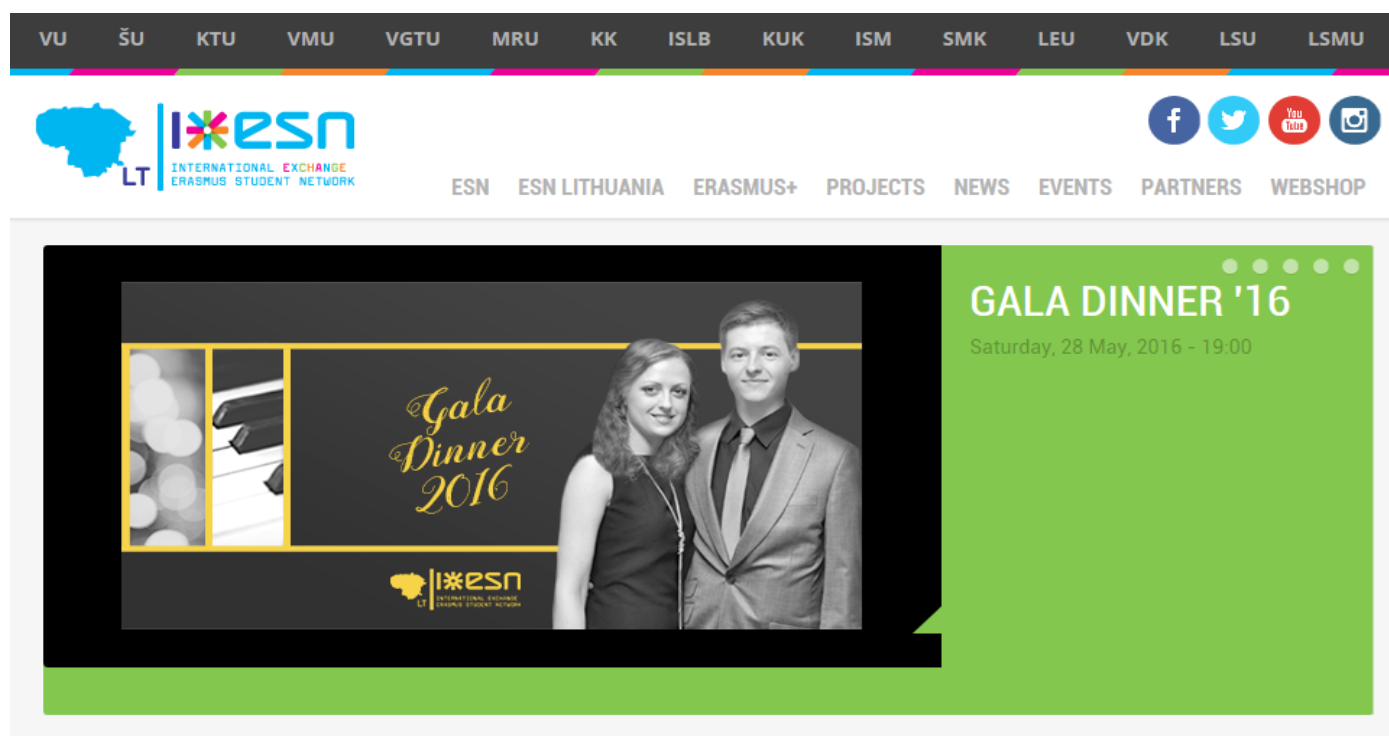 VU ŠU KTU VMU VGTU MRU KK ISLB KUK ISM SMK LEU VDK LSU LSMU
LT
esn
INTERNATIONAL EXCHANGE
ERASMUS STUDENT NETWORK
f
You
Tube
ESN ESN LITHUANIA ERASMUS+ PROJECTS NEWS EVENTS PARTNERS WEBSHOP
Gala
Dinner
2016
LT
esn
INTERNATIONAL EXCHANGE
ERASMUS STUDENT NETWORK
GALA DINNER '16
Saturday, 28 May, 2016 - 19:00